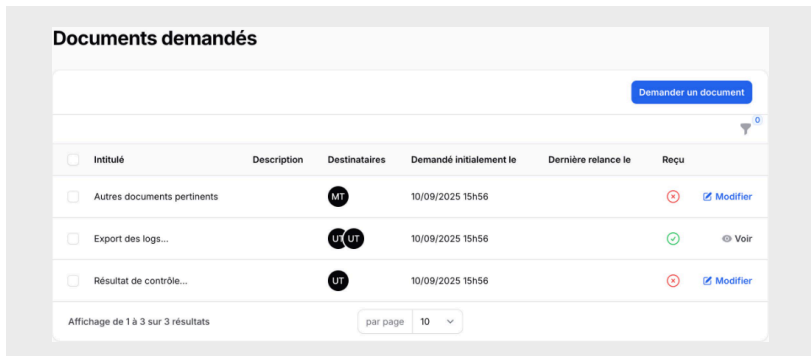 Documents demandés
Demander un document
0
Intitulé Description Destinataires Demandé initialement le Dernière relance le Reçu
Autres documents pertinents MT 10/09/2025 15h56 Modifier
Export des logs... UT UT 10/09/2025 15h56 Voir
Résultat de contrôle... UT 10/09/2025 15h56 Modifier
Affichage de 1 à 3 sur 3 résultats par page 10